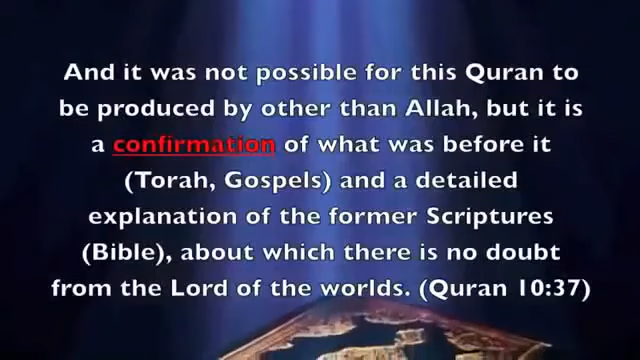 And it was not possible for this Quran to
be produced by other than Allah, but it is
a confirmation of what was before it
(Torah, Gospels) and a detailed
explanation of the former Scriptures
(Bible), about which there is no doubt
from the Lord of the worlds. (Quran 10:37)